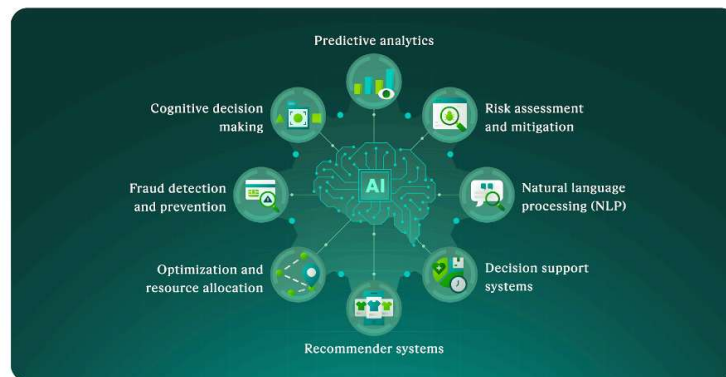 Predictive analytics
Cognitive decision
making
Risk assessment
and mitigation
Fraud detection
and prevention
AI
Natural language
processing (NLP)
Optimization and
resource allocation
Decision support
systems
Recommender systems